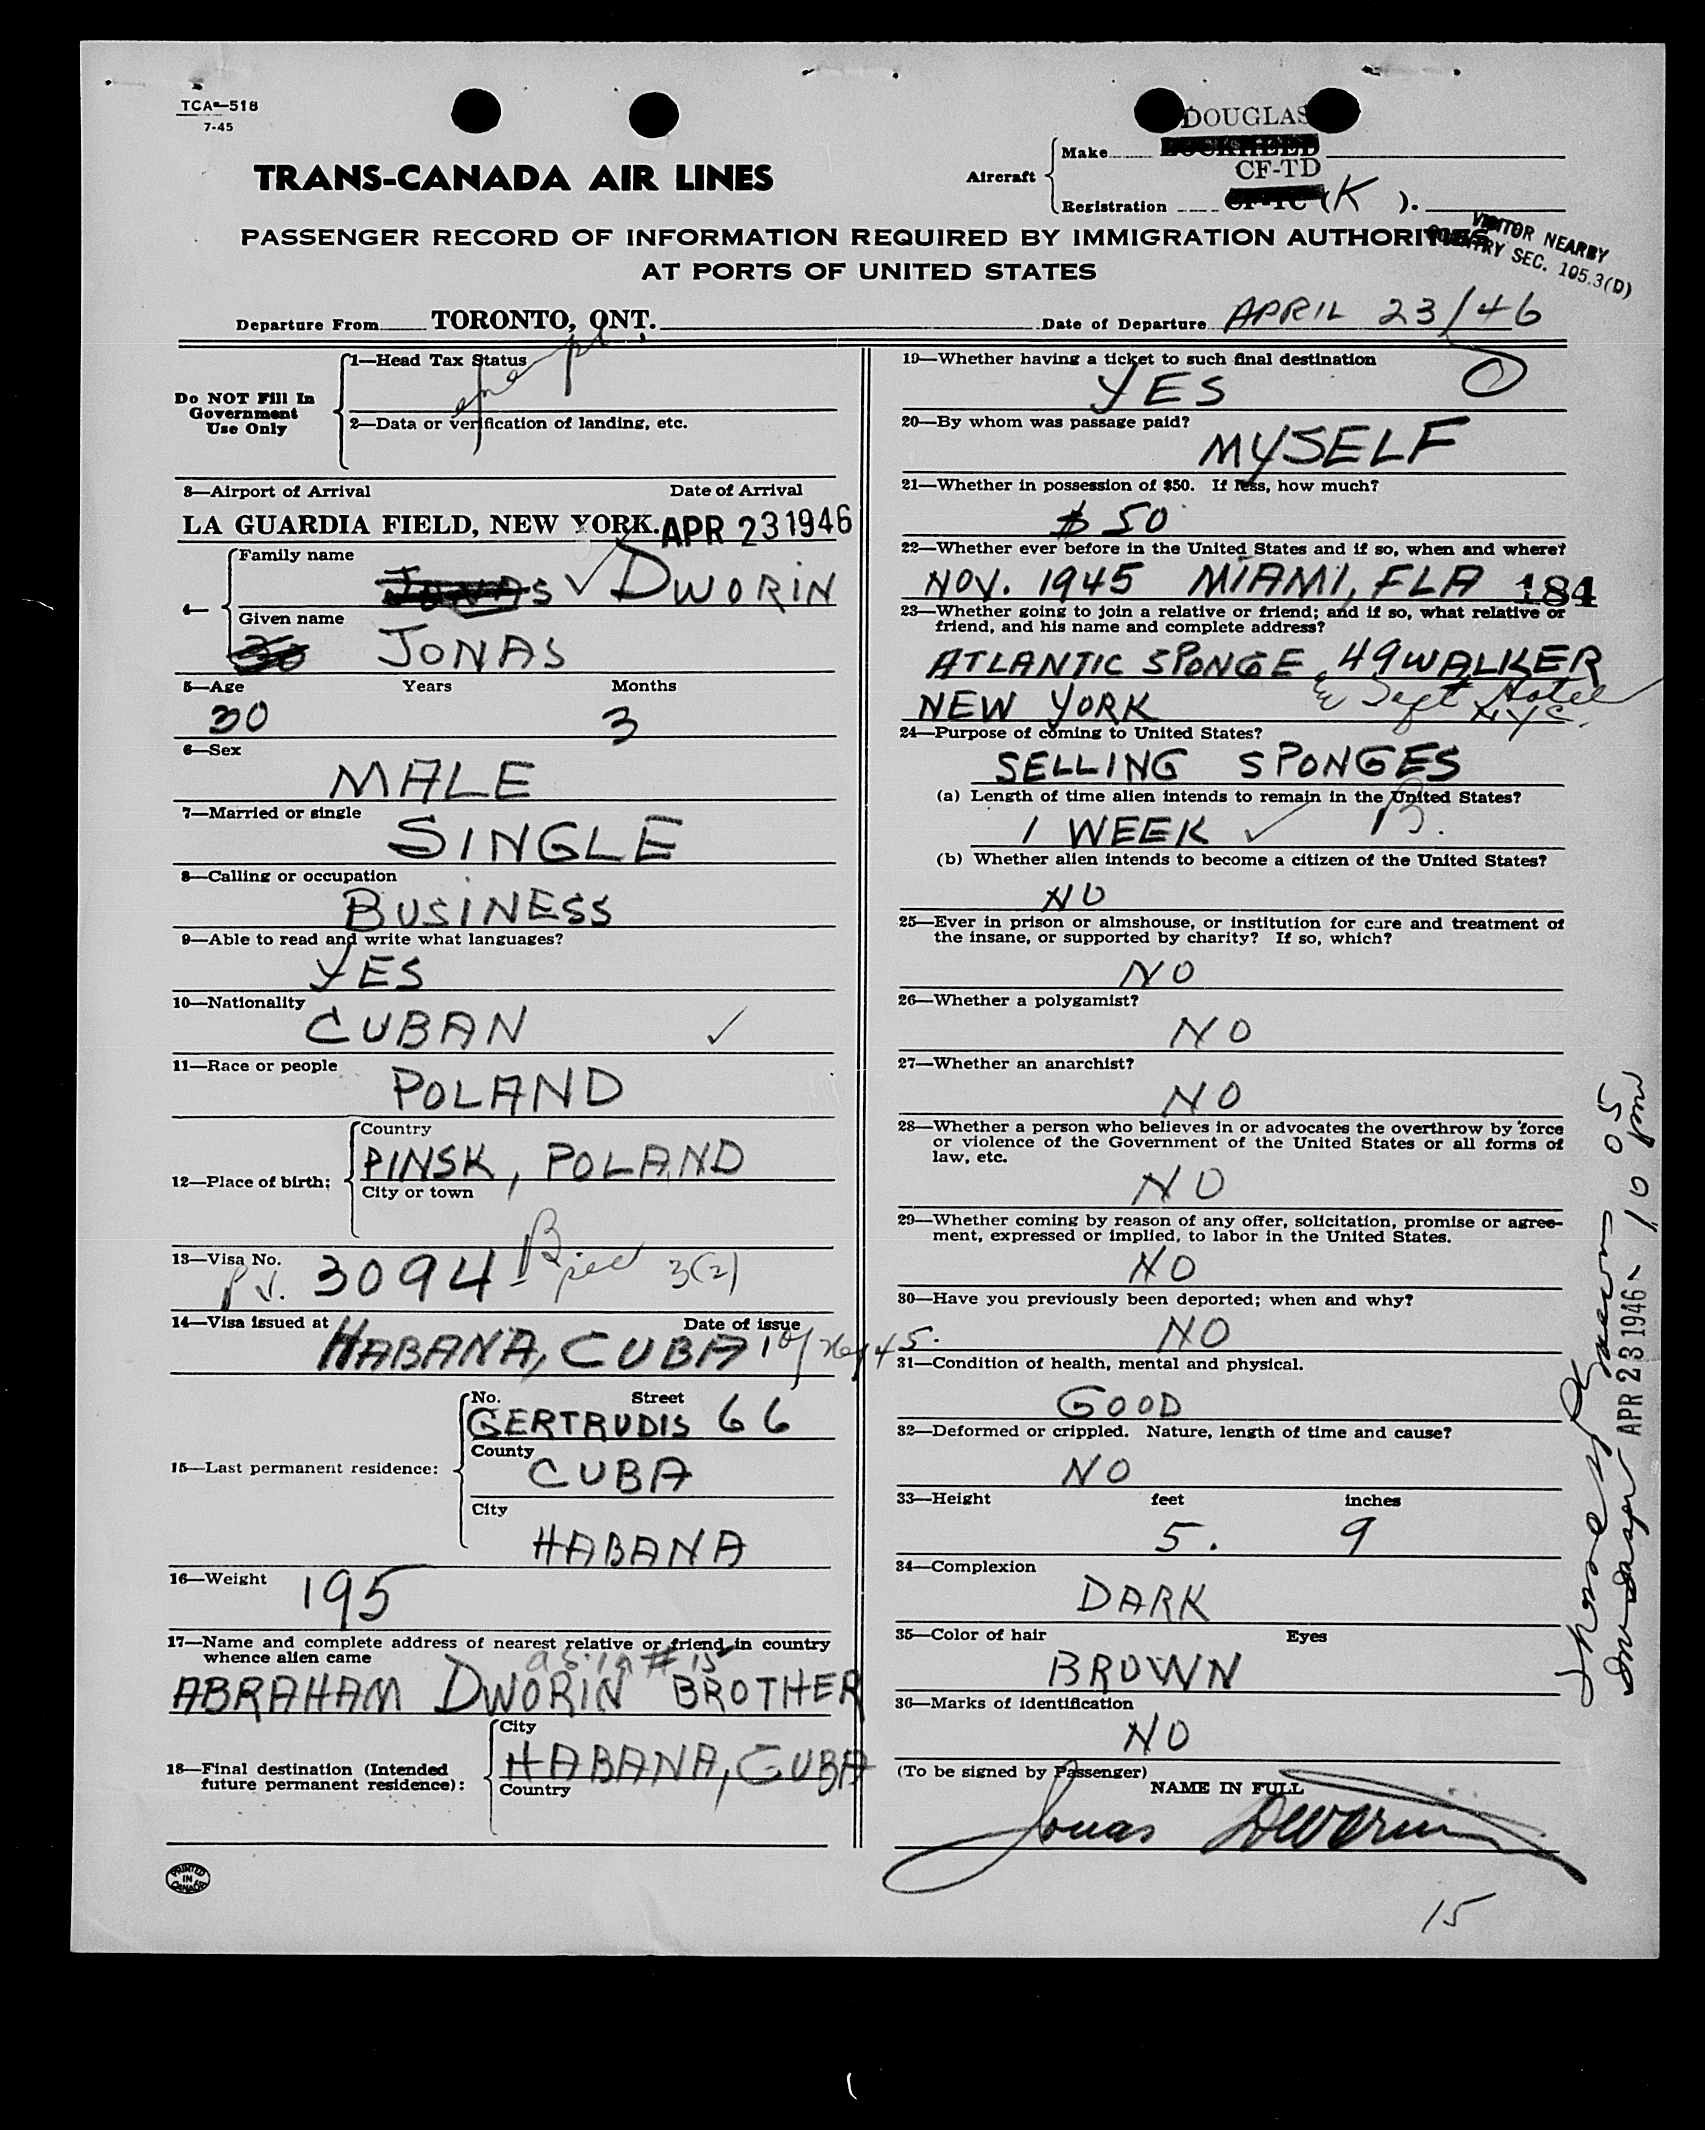 TCA—518
7-45
DOUGLAS
Make
LOCKHEED
TRANS-CANADA AIR LINES
Aircraft
CF-TD
Registration CF-TC (K ).
PASSENGER RECORD OF INFORMATION REQUIRED BY IMMIGRATION AUTHORITIES
AT PORTS OF UNITED STATES
VISITOR NEARBY
COUNTRY SEC. 105.3(D)
Departure From TORONTO, ONT. Date of Departure APRIL 23/46
Do NOT Fill In
Government
Use Only
1—Head Tax Status
2—Data or verification of landing, etc.
3—Airport of Arrival Date of Arrival
LA GUARDIA FIELD, NEW YORK. APR 23 1946
4—
Family name
JONAS ✓ DWORIN
Given name
30 JONAS
5—Age Years Months
30 3
6—Sex
MALE
7—Married or single
SINGLE
8—Calling or occupation
BUSINESS
9—Able to read and write what languages?
YES
10—Nationality
CUBAN ✓
11—Race or people
POLAND
12—Place of birth:
Country
PINSK, POLAND
City or town
13—Visa No.
P.V. 3094 3(2)
14—Visa issued at Date of issue
HABANA, CUBA
15—Last permanent residence:
No. Street
GERTRUDIS 66
County
CUBA
City
HABANA
16—Weight
195
17—Name and complete address of nearest relative or friend in country
whence alien came
as in #15
ABRAHAM DWORIN BROTHER
18—Final destination (Intended
future permanent residence):
City
HABANA, CUBA
Country
PRINTED
IN
CANADA
19—Whether having a ticket to such final destination
YES
20—By whom was passage paid?
MYSELF
21—Whether in possession of $50. If less, how much?
$50
22—Whether ever before in the United States and if so, when and where?
NOV. 1945 MIAMI, FLA 184
23—Whether going to join a relative or friend; and if so, what relative or
friend, and his name and complete address?
ATLANTIC SPONGE, 49 WALKER
NEW YORK
Hotel
NYC.
24—Purpose of coming to United States?
SELLING SPONGES
(a) Length of time alien intends to remain in the United States?
1 WEEK ✓
(b) Whether alien intends to become a citizen of the United States?
NO
25—Ever in prison or almshouse, or institution for care and treatment of
the insane, or supported by charity? If so, which?
NO
26—Whether a polygamist?
NO
27—Whether an anarchist?
NO
28—Whether a person who believes in or advocates the overthrow by force
or violence of the Government of the United States or all forms of
law, etc.
NO
29—Whether coming by reason of any offer, solicitation, promise or agree-
ment, expressed or implied, to labor in the United States.
NO
30—Have you previously been deported; when and why?
NO
31—Condition of health, mental and physical.
GOOD
32—Deformed or crippled. Nature, length of time and cause?
NO
33—Height feet inches
5. 9
34—Complexion
DARK
35—Color of hair Eyes
BROWN
36—Marks of identification
NO
(To be signed by Passenger)
NAME IN FULL
Jonas Dworin
15
APR 23 1946